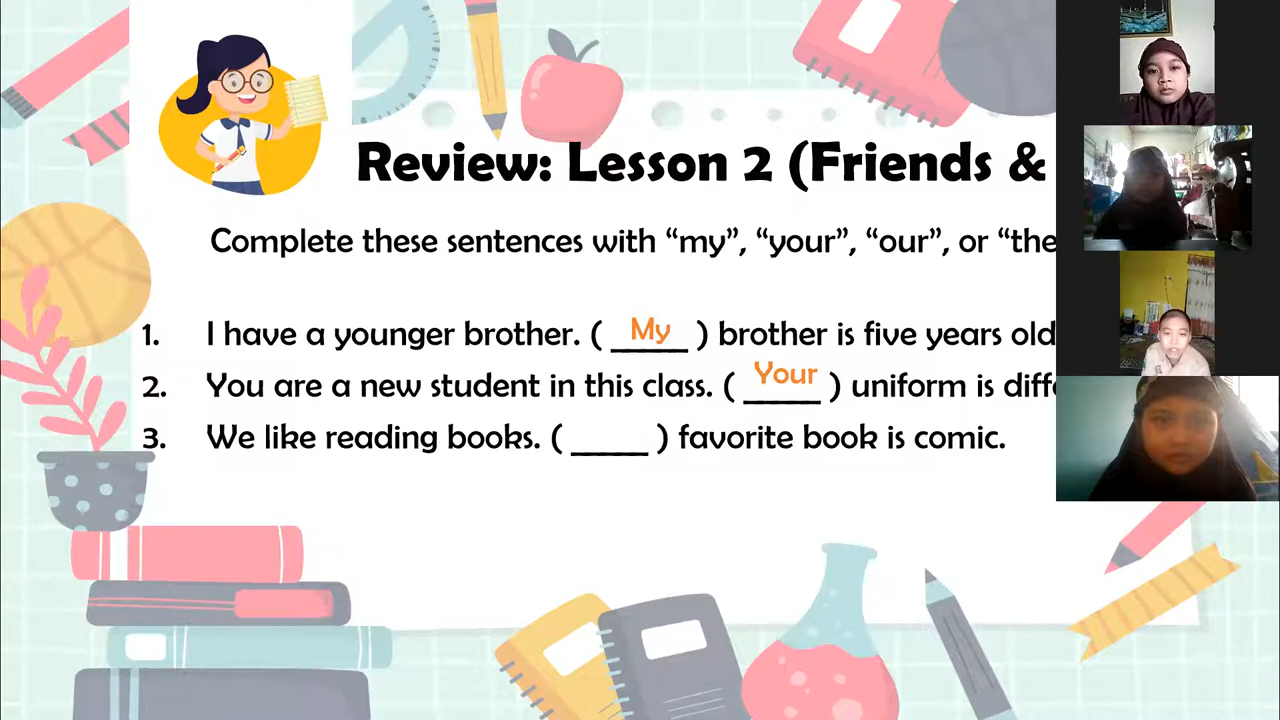 Review: Lesson 2 (Friends &
Complete these sentences with “my”, “your”, “our”, or “the
1. I have a younger brother. ( My ) brother is five years old
2. You are a new student in this class. ( Your ) uniform is diffe
3. We like reading books. ( _____ ) favorite book is comic.